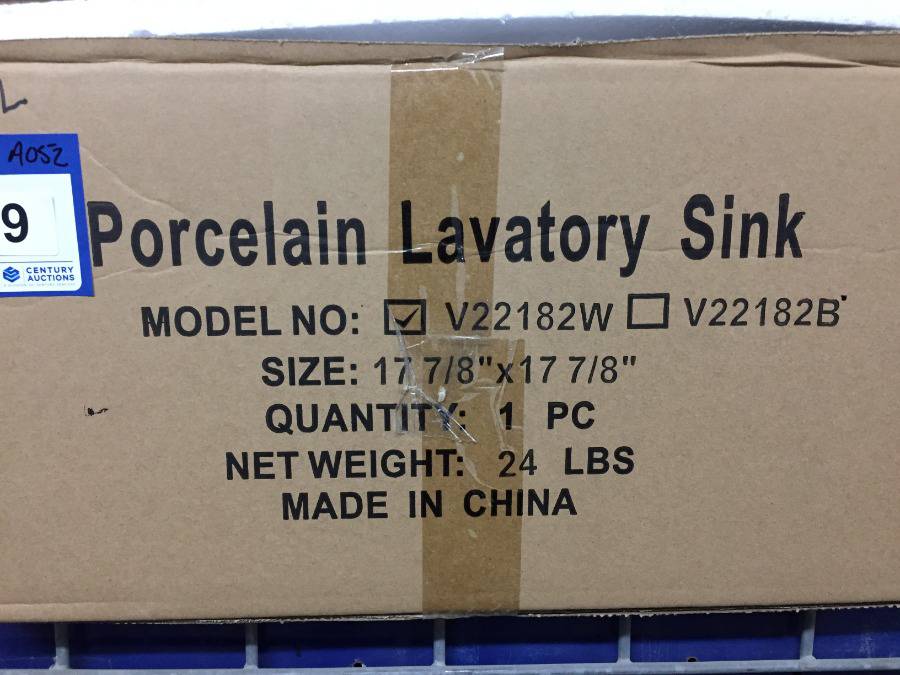 A052
9
CENTURY
AUCTIONS
Porcelain Lavatory Sink
MODEL NO: ☑ V22182W ☐ V22182B
SIZE: 17 7/8"x17 7/8"
QUANTITY: 1 PC
NET WEIGHT: 24 LBS
MADE IN CHINA